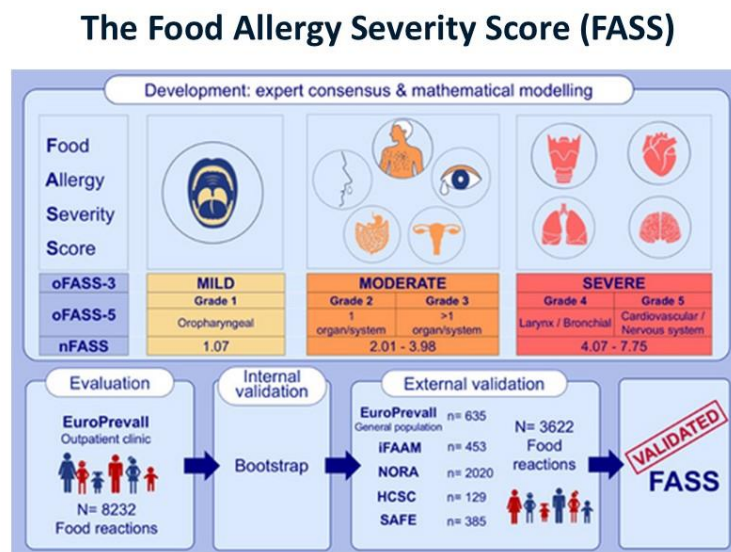 The Food Allergy Severity Score (FASS)
Development: expert consensus & mathematical modelling
Food
Allergy
Severity
Score
oFASS-3 MILD MODERATE SEVERE
oFASS-5
Grade 1 Grade 2 Grade 3 Grade 4 Grade 5
Oropharyngeal
1
organ/system
>1
organ/system
Larynx / Bronchial
Cardiovascular /
Nervous system
nFASS 1.07 2.01 - 3.98 4.07 - 7.75
Evaluation
EuroPrevall
Outpatient clinic
N= 8232
Food reactions
Internal
validation
Bootstrap
External validation
EuroPrevall n= 635
General population
iFAAM n= 453
NORA n= 2020
HCSC n= 129
SAFE n= 385
N= 3622
Food
reactions
VALIDATED
FASS